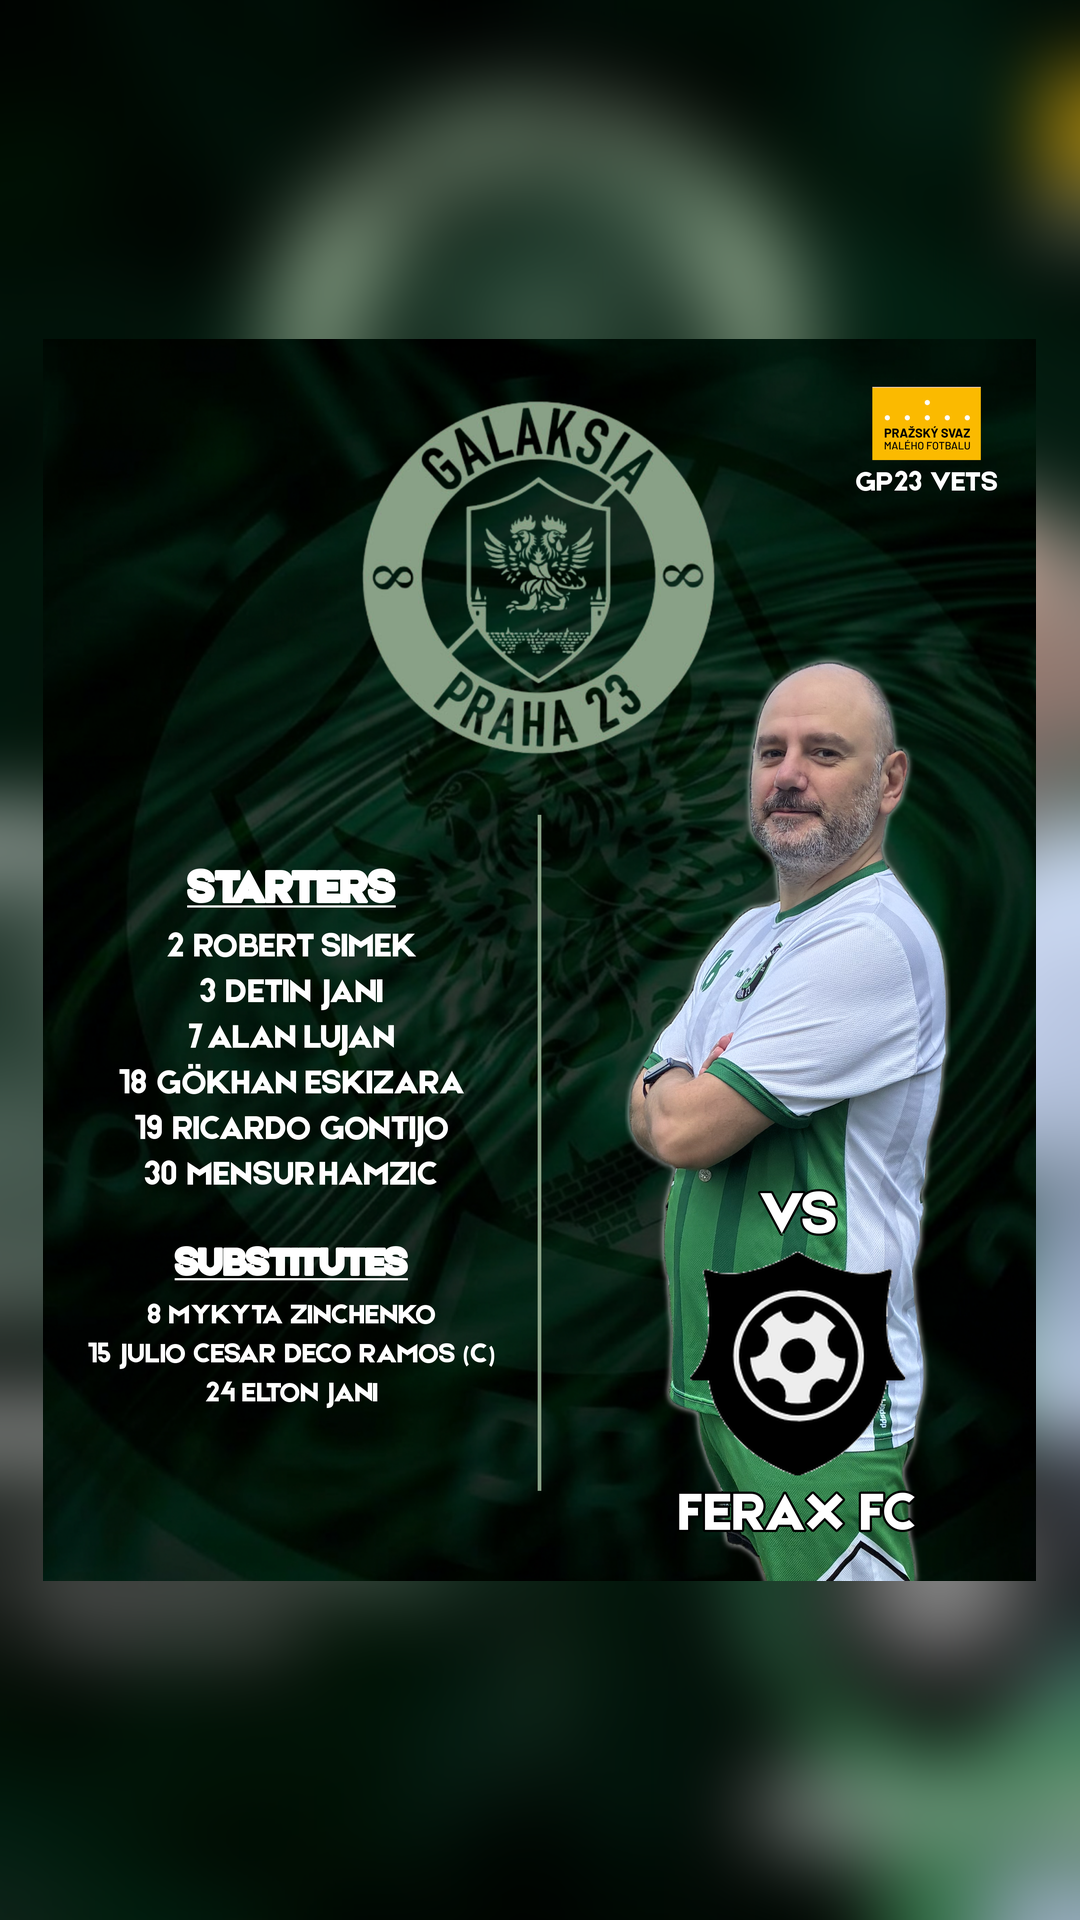 GALAKSIA
8 8
PRAHA 23
PRAŽSKÝ SVAZ
MALÉHO FOTBALU
GP23 VETS
STARTERS
2 ROBERT SIMEK
3 DETIN JANI
7 ALAN LUJAN
18 GÖKHAN ESKIZARA
19 RICARDO GONTIJO
30 MENSUR HAMZIC
SUBSTITUTES
8 MYKYTA ZINCHENKO
15 JULIO CESAR DECO RAMOS (C)
24 ELTON JANI
18
VS
FERAX FC